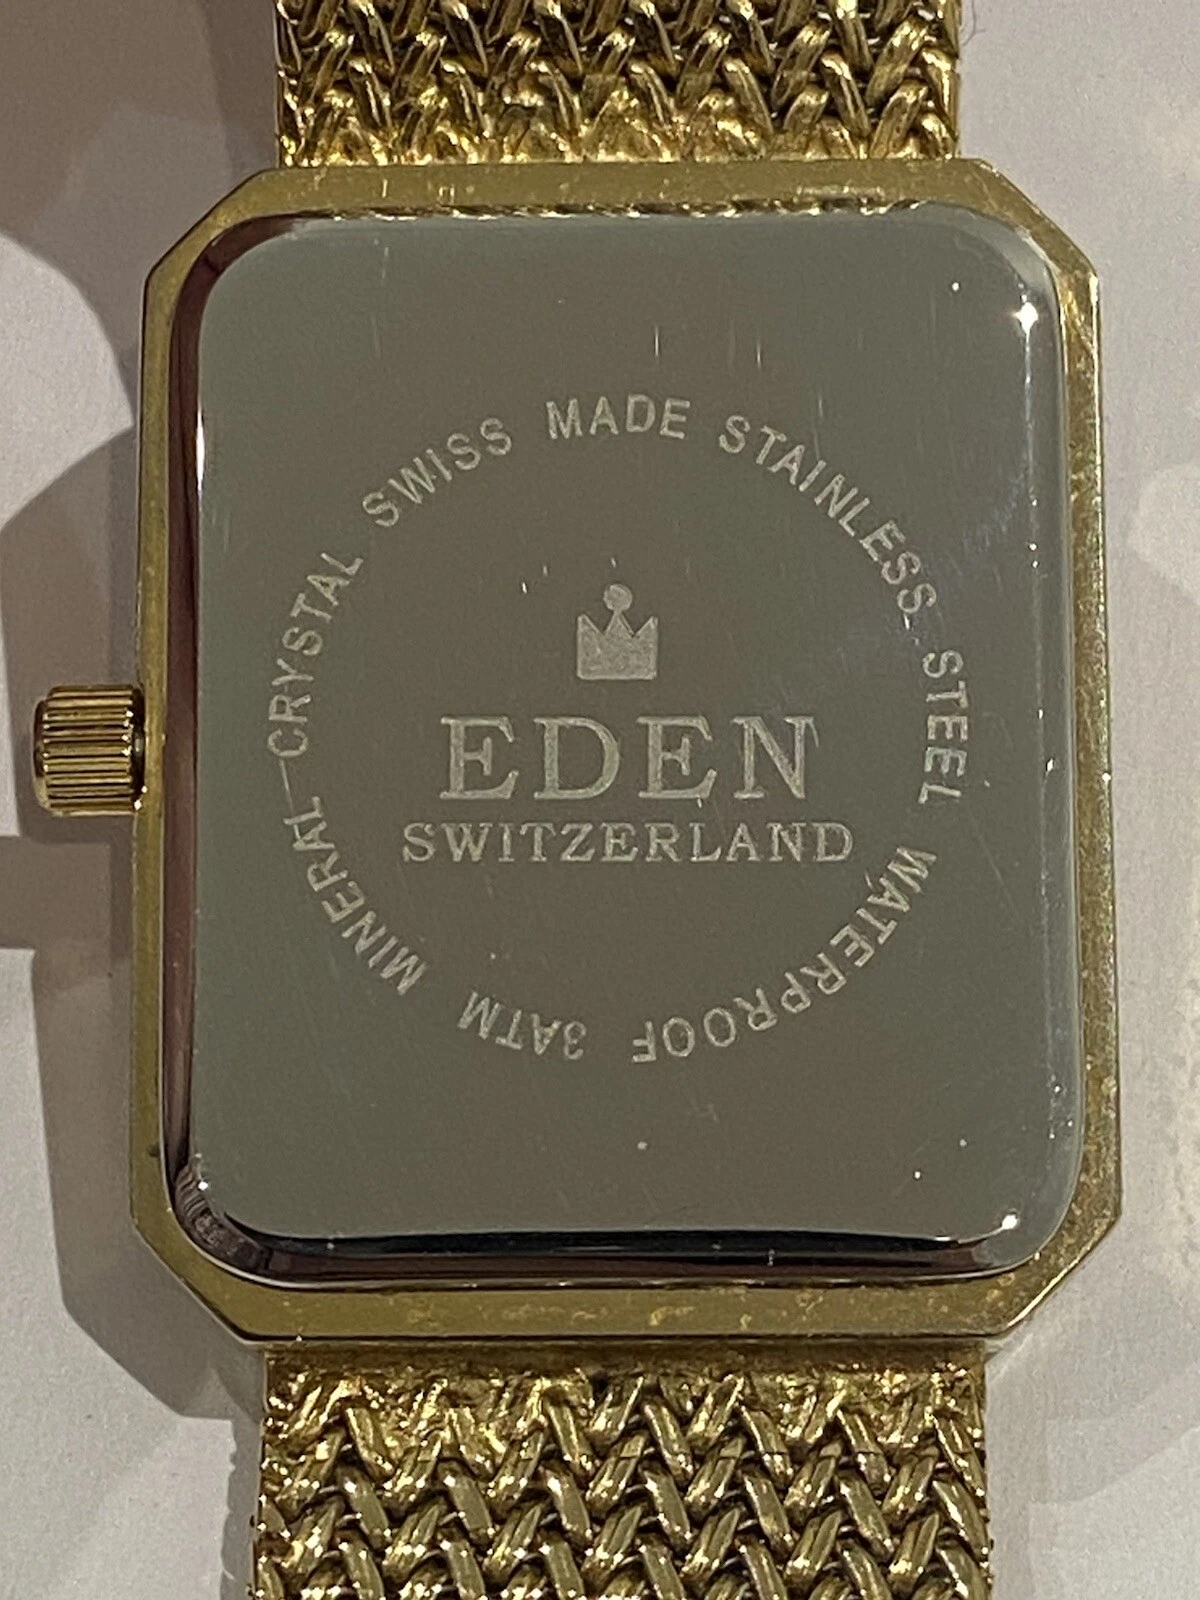 EDEN
SWITZERLAND
SWISS MADE STAINLESS STEEL WATERPROOF 3ATM MINERAL CRYSTAL